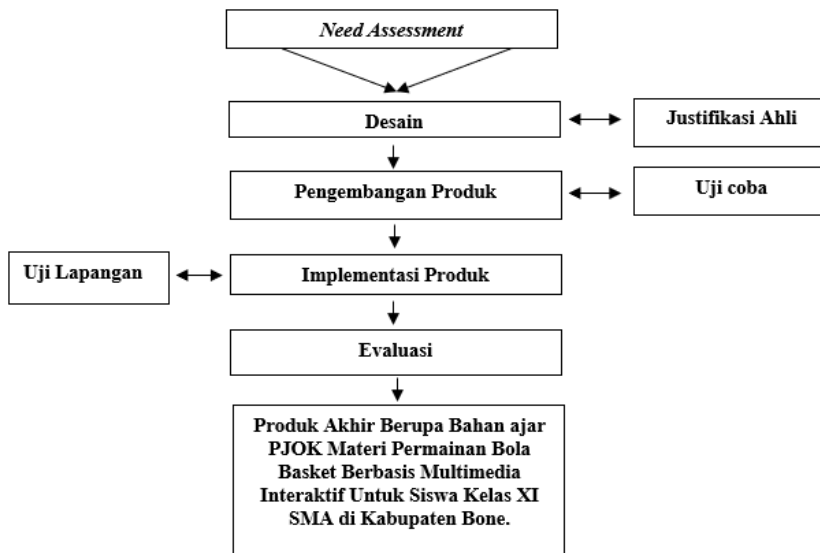 Need Assessment
Desain
Justifikasi Ahli
Pengembangan Produk
Uji coba
Uji Lapangan
Implementasi Produk
Evaluasi
Produk Akhir Berupa Bahan ajar
PJOK Materi Permainan Bola
Basket Berbasis Multimedia
Interaktif Untuk Siswa Kelas XI
SMA di Kabupaten Bone.